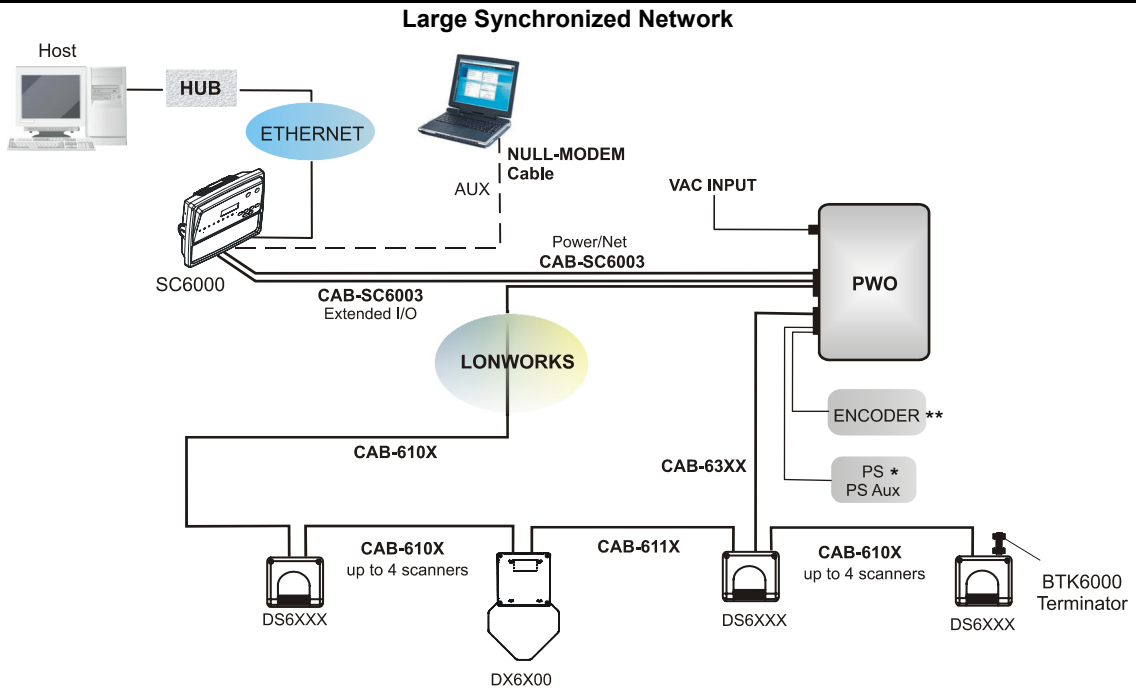 Large Synchronized Network
Host
HUB
ETHERNET
NULL-MODEM
Cable
AUX
VAC INPUT
SC6000
Power/Net
CAB-SC6003
CAB-SC6003
Extended I/O
PWO
LONWORKS
ENCODER **
CAB-610X
CAB-63XX
PS *
PS Aux
CAB-610X
up to 4 scanners
CAB-611X
CAB-610X
up to 4 scanners
BTK6000
Terminator
DS6XXX
DS6XXX
DS6XXX
DX6X00